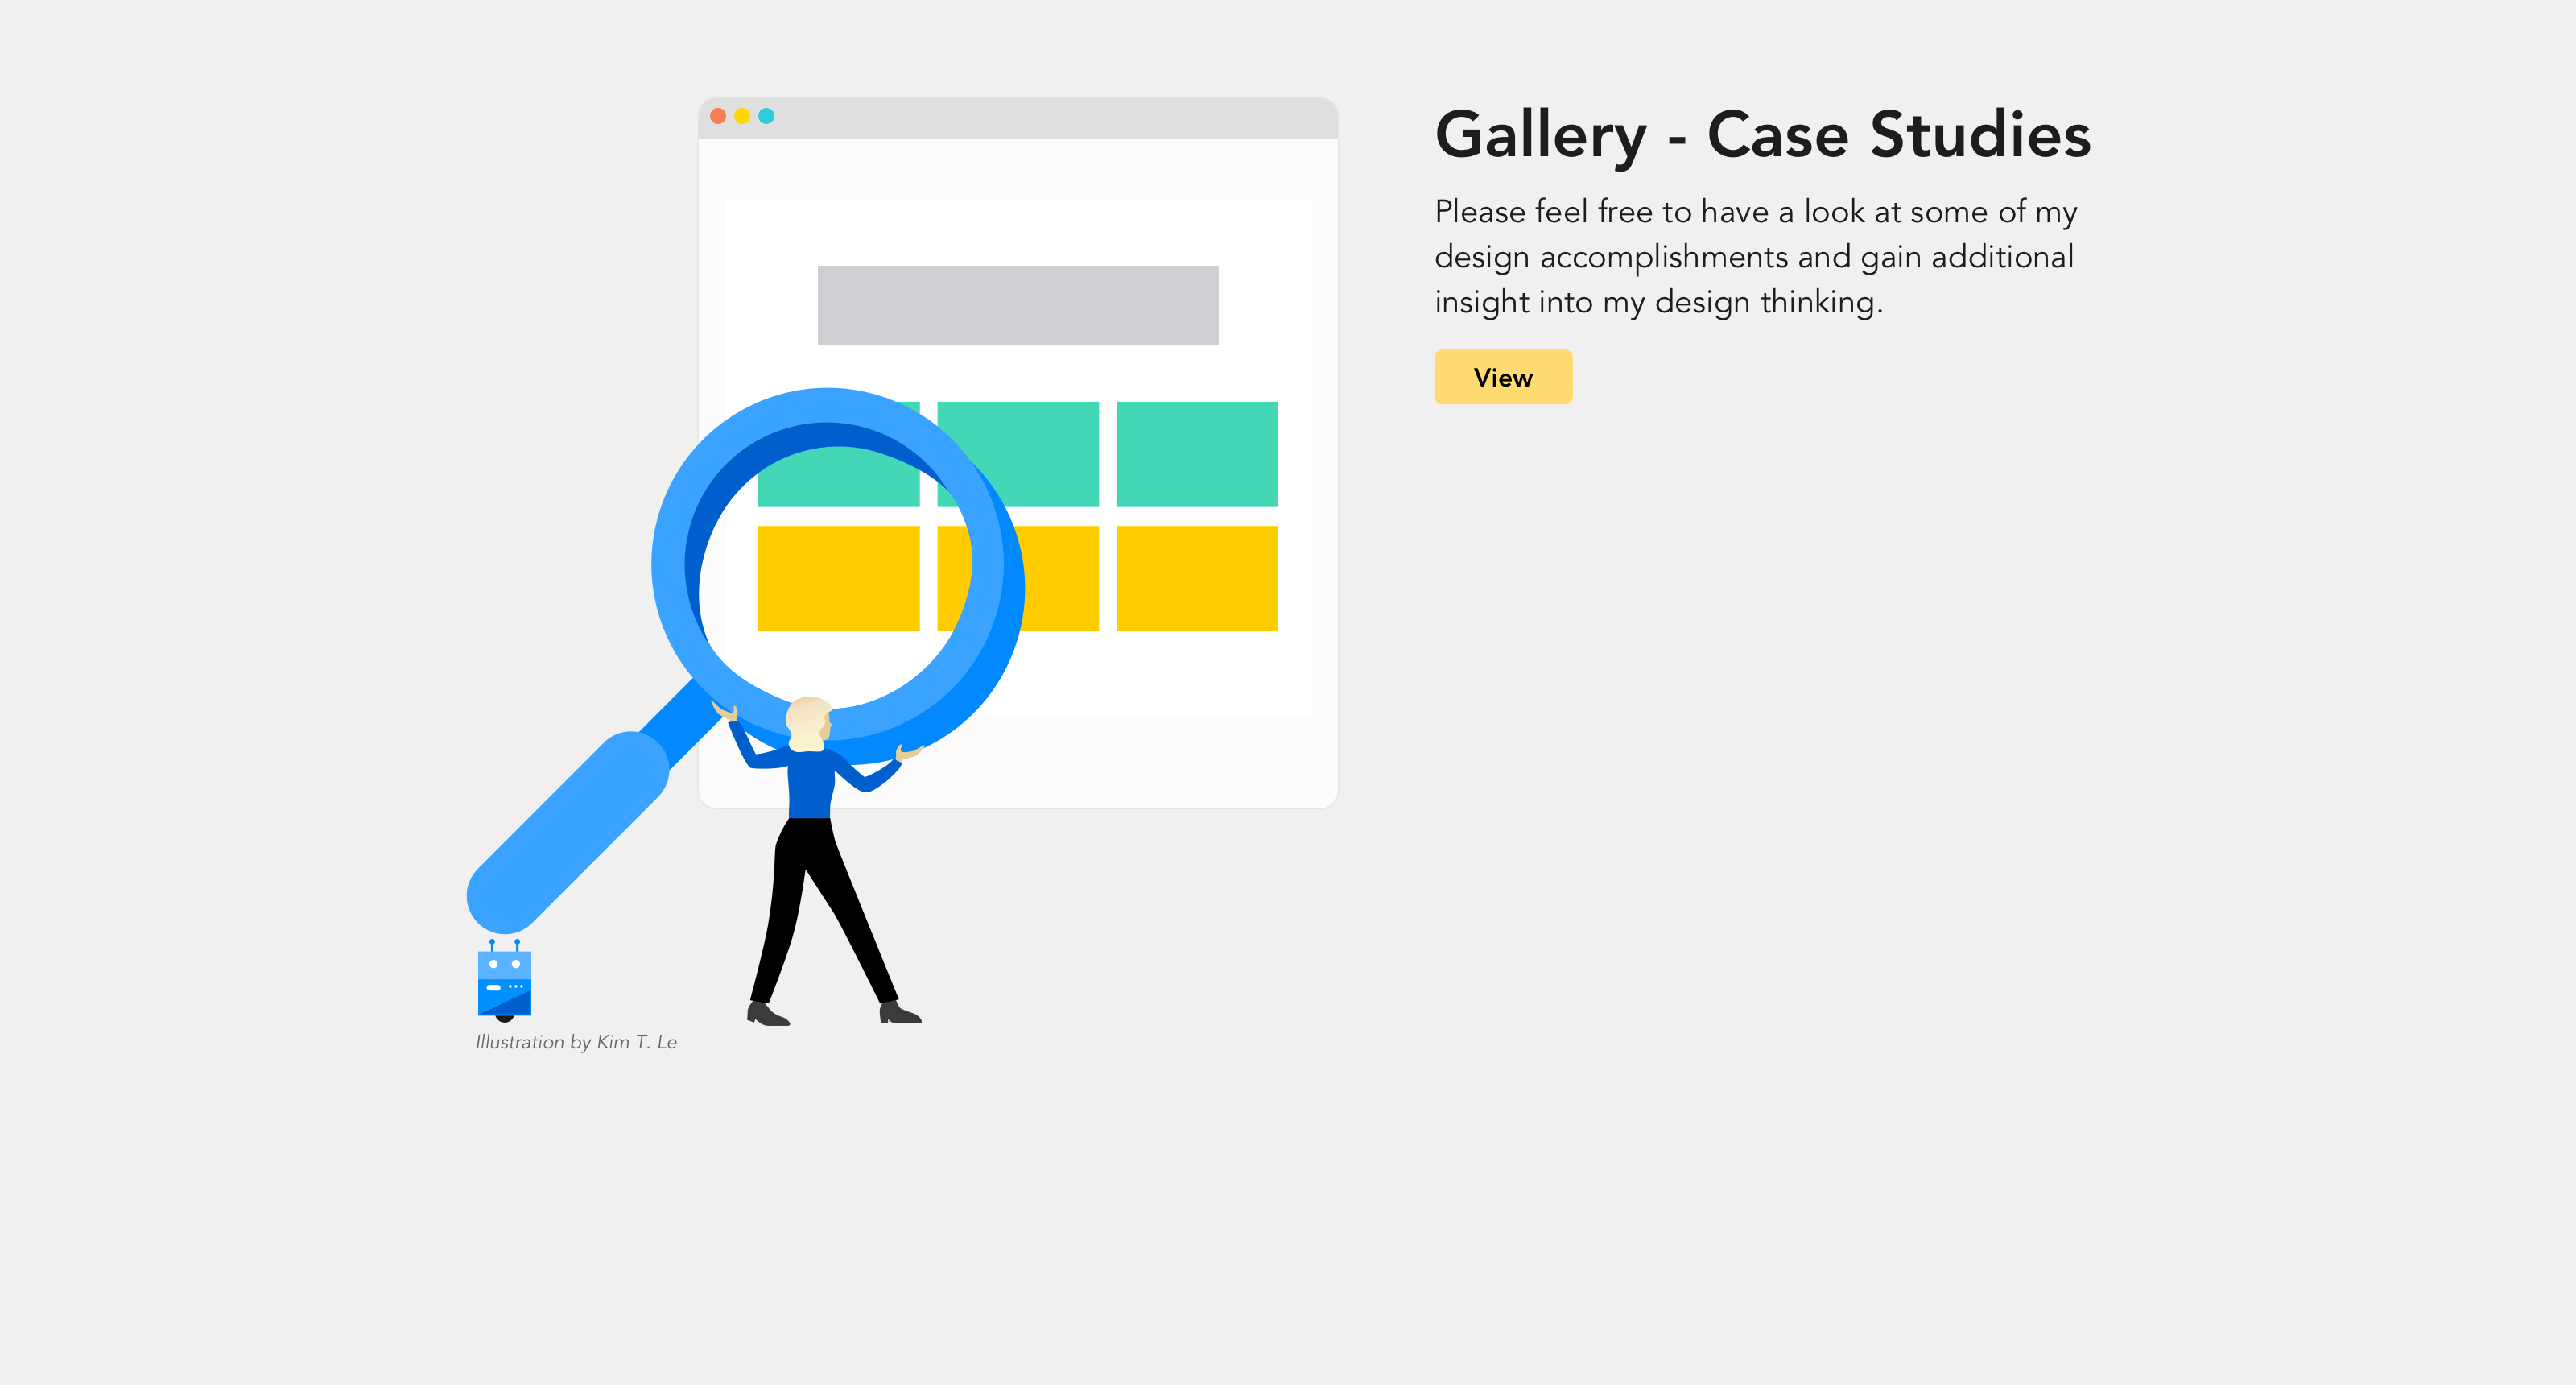 Gallery - Case Studies
Please feel free to have a look at some of my
design accomplishments and gain additional
insight into my design thinking.
View
Illustration by Kim T. Le